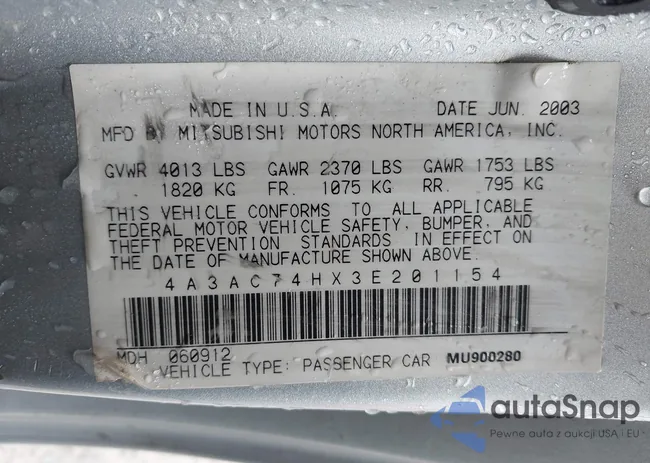 MADE IN U.S.A. DATE JUN. 2003
MFD BY MITSUBISHI MOTORS NORTH AMERICA, INC.
GVWR 4013 LBS GAWR 2370 LBS GAWR 1753 LBS
1820 KG FR. 1075 KG RR. 795 KG
THIS VEHICLE CONFORMS TO ALL APPLICABLE
FEDERAL MOTOR VEHICLE SAFETY, BUMPER, AND
THEFT PREVENTION STANDARDS IN EFFECT ON
THE DATE OF MANUFACTURE SHOWN ABOVE.
4A3AC74HX3E201154
MDH 060912
VEHICLE TYPE: PASSENGER CAR MU900280
autaSnap
Pewne auta z aukcji USA i EU